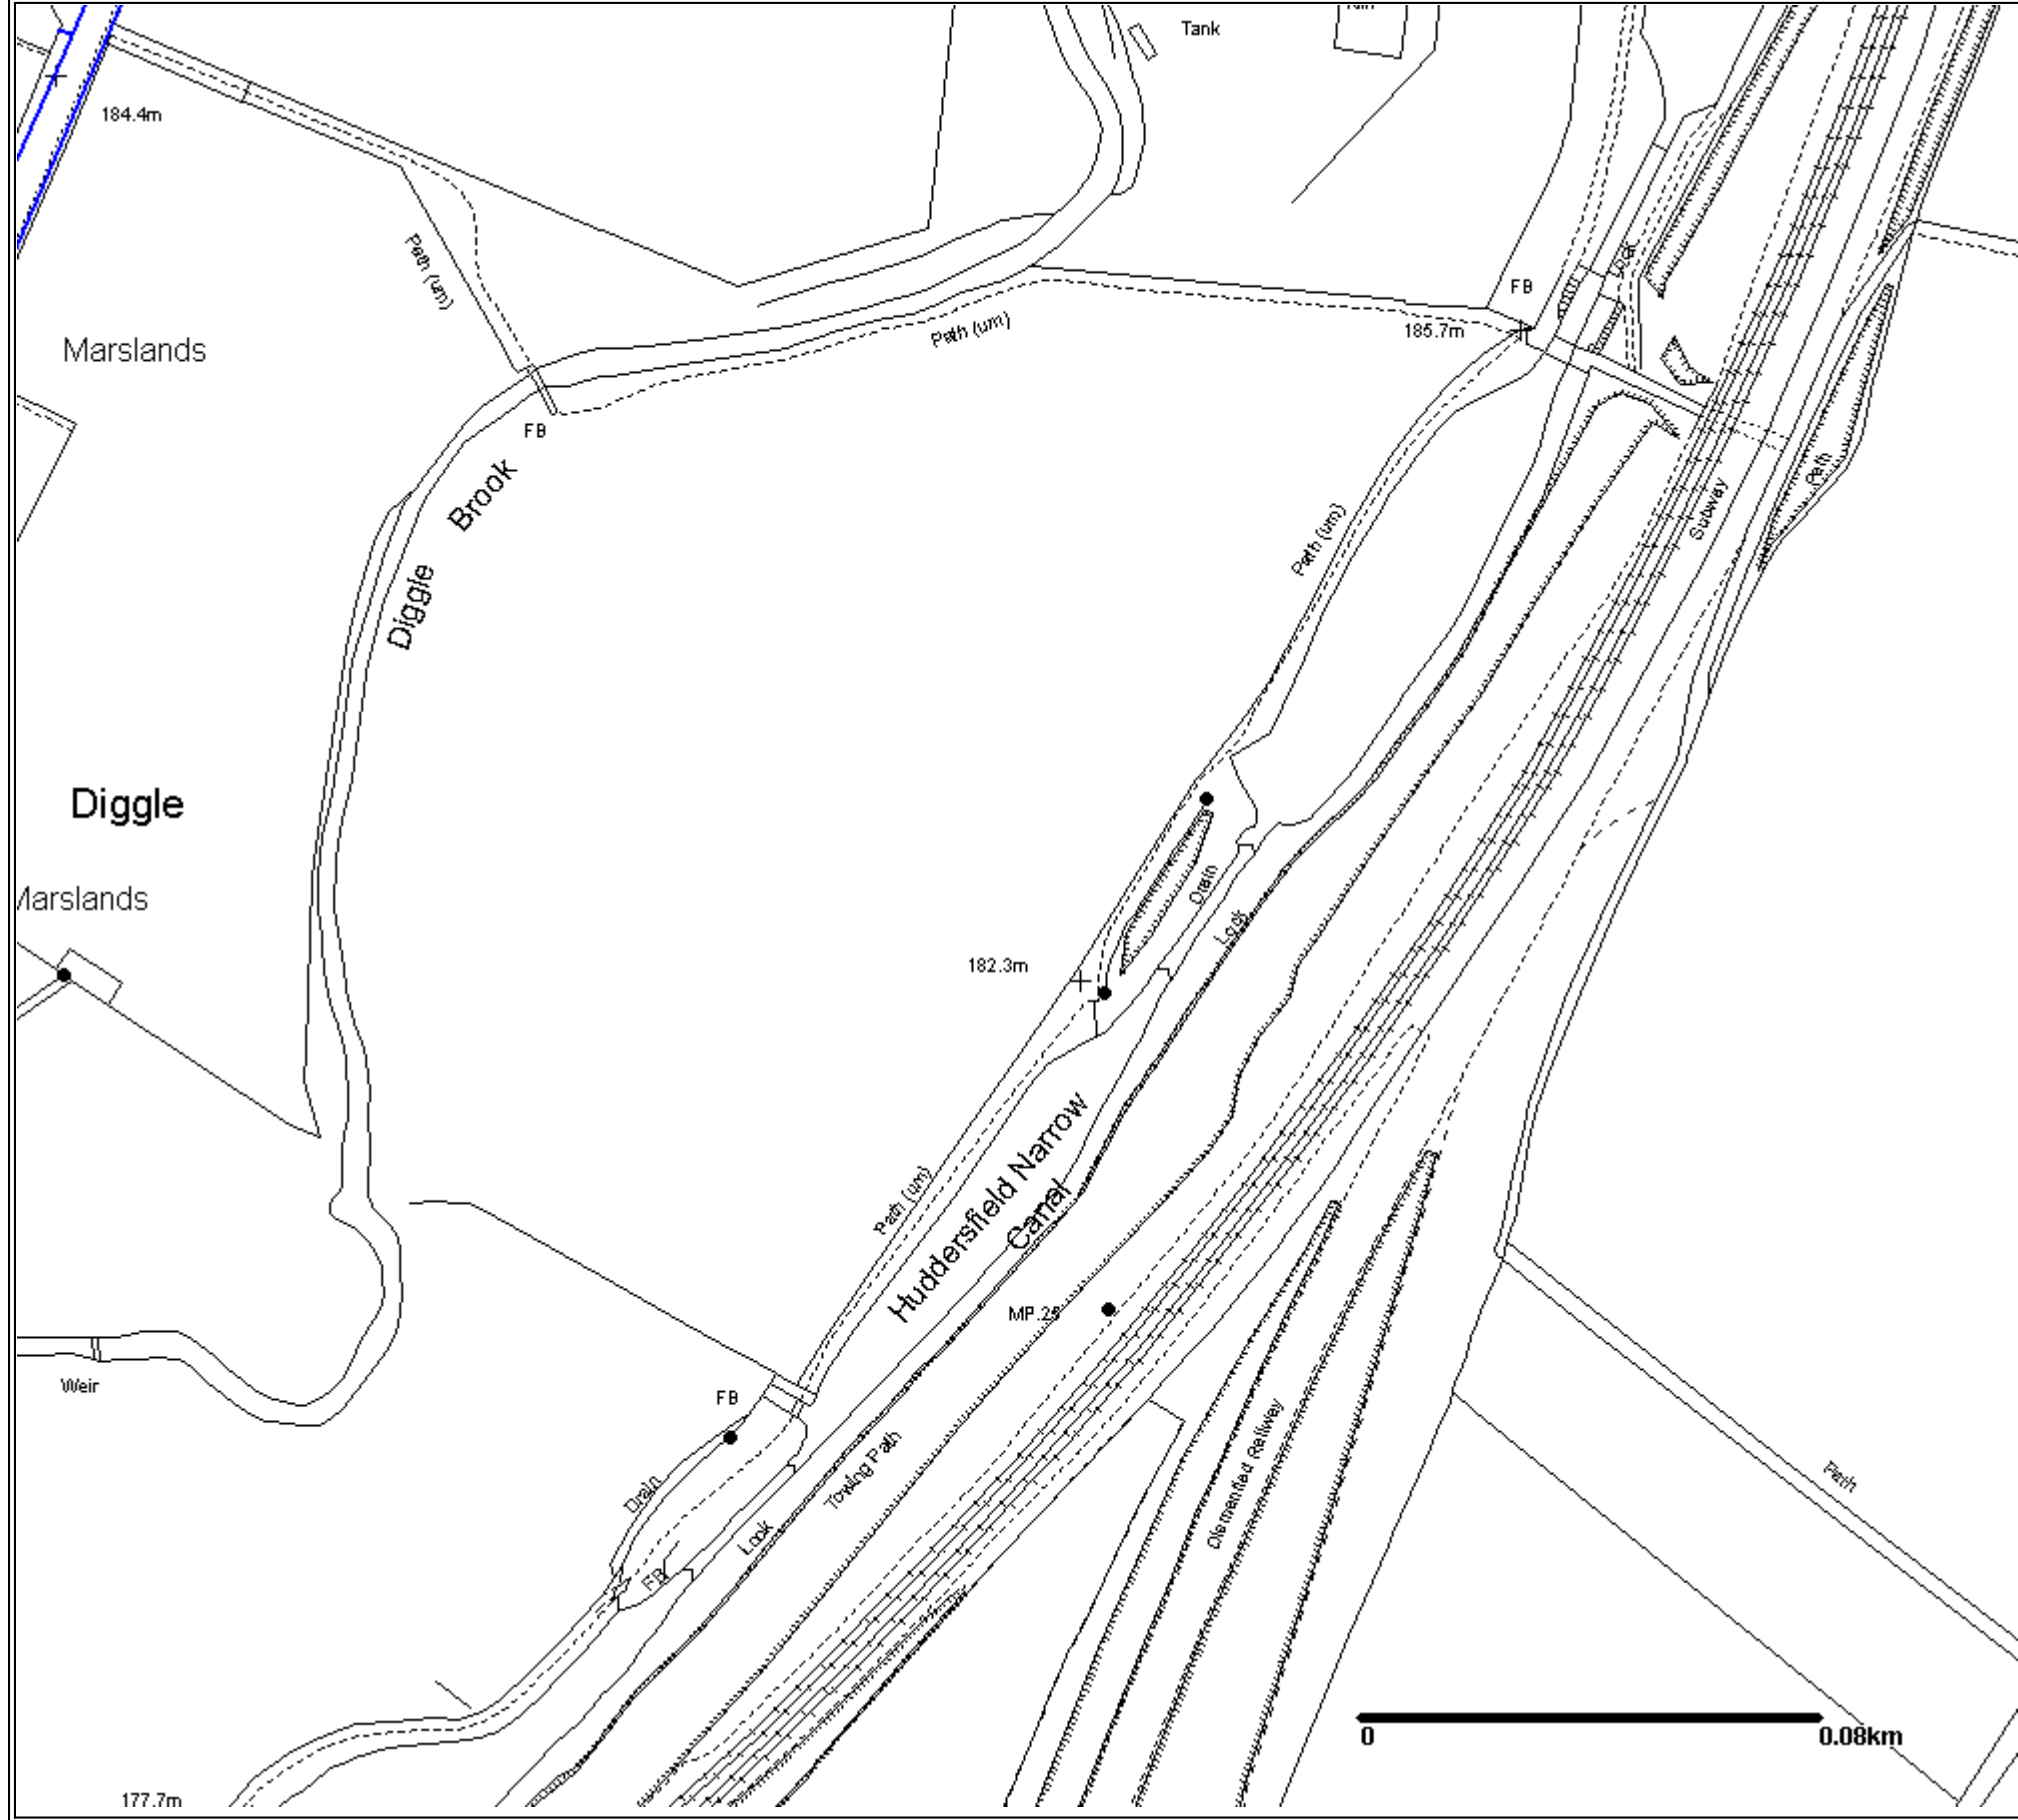 Tank
184.4m
Path (um)
FB
Lock
185.7m
Path (um)
Marslands
FB
Brook
Path
Subway
Path (um)
Diggle
Diggle
Drain
Marslands
Lock
182.3m
Huddersfield Narrow
Canal
Path (um)
MP.25
Weir
FB
Towing Path
Dismantled Railway
Path
Drain
Lock
FB
0
0.08km
177.7m